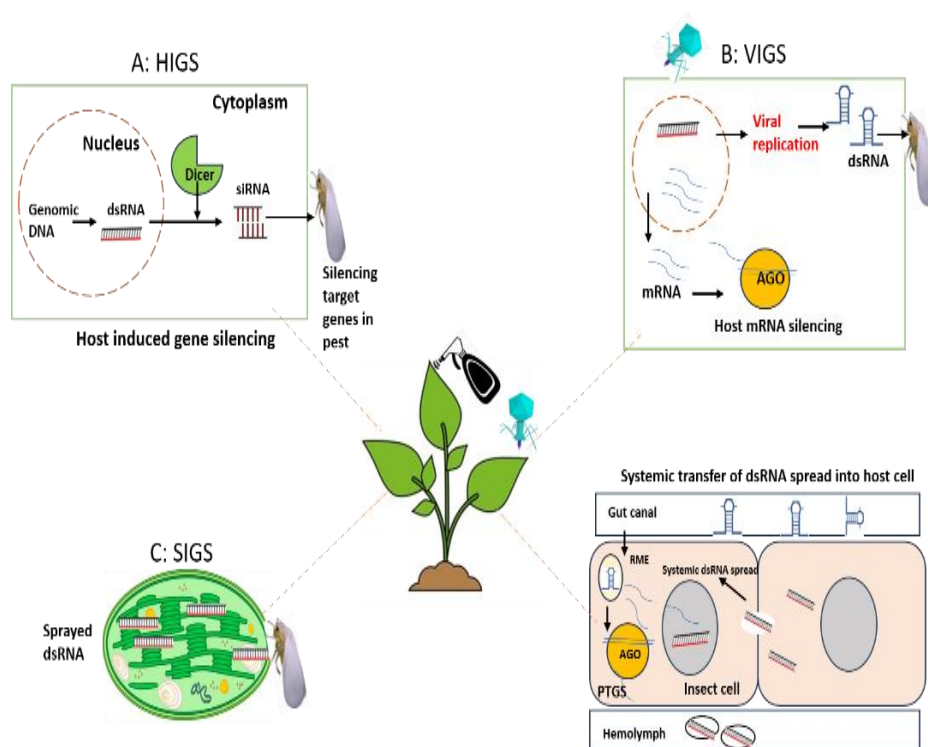 A: HIGS
Cytoplasm
Nucleus
Dicer
siRNA
Genomic
DNA
dsRNA
Silencing
target
genes in
pest
Host induced gene silencing
B: VIGS
Viral
replication
dsRNA
mRNA
AGO
Host mRNA silencing
C: SIGS
Sprayed
dsRNA
Systemic transfer of dsRNA spread into host cell
Gut canal
RME
Systemic dsRNA spread
AGO
PTGS
Insect cell
Hemolymph